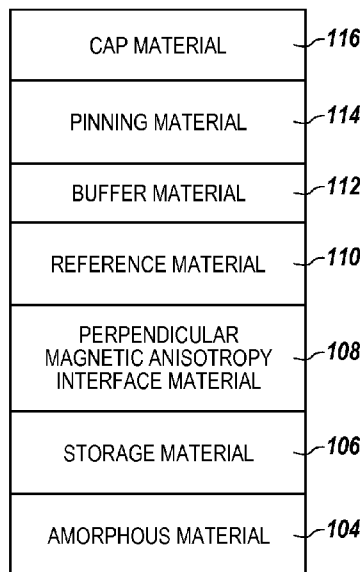 CAP MATERIAL 116
PINNING MATERIAL 114
BUFFER MATERIAL 112
REFERENCE MATERIAL 110
PERPENDICULAR
MAGNETIC ANISOTROPY 108
INTERFACE MATERIAL
STORAGE MATERIAL 106
AMORPHOUS MATERIAL 104